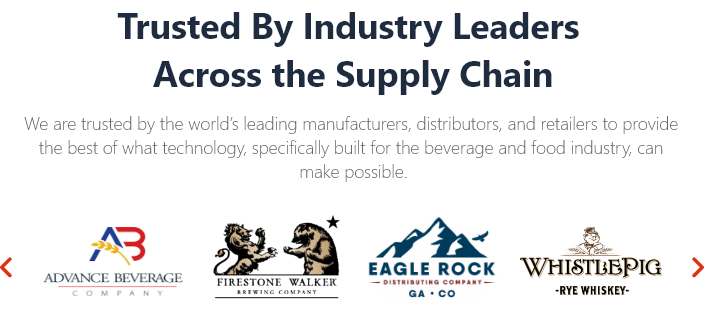 Trusted By Industry Leaders
Across the Supply Chain
We are trusted by the world's leading manufacturers, distributors, and retailers to provide
the best of what technology, specifically built for the beverage and food industry, can
make possible.
AB
ADVANCE BEVERAGE
COMPANY
FIRESTONE WALKER
BREWING COMPANY
EAGLE ROCK
DISTRIBUTING COMPANY
GA • CO
WHISTLEPIG
-RYE WHISKEY-